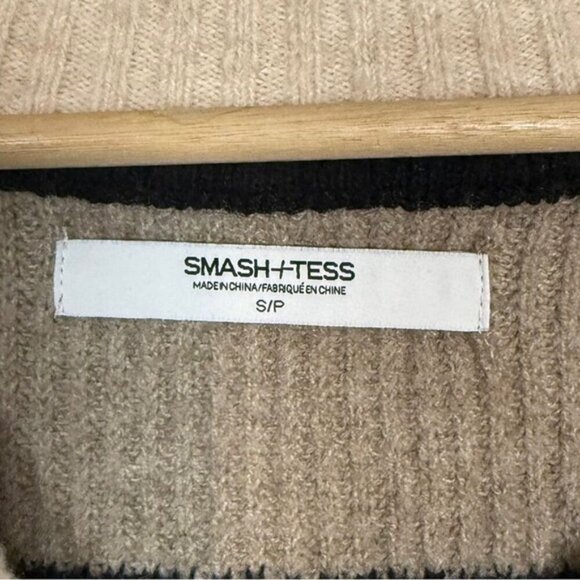 SMASH+TESS
MADE IN CHINA/FABRIQUÉ EN CHINE
S/P